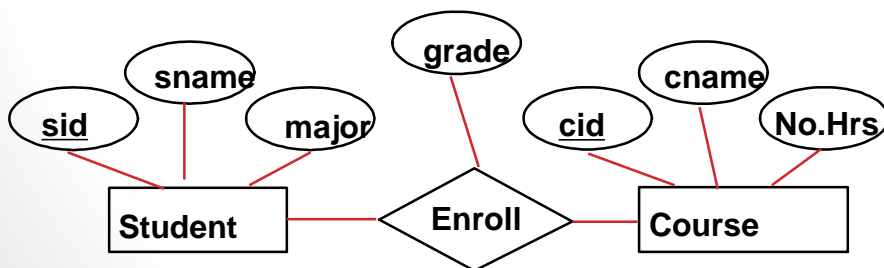 grade
sname
cname
sid
major
cid
No.Hrs
Student
Enroll
Course